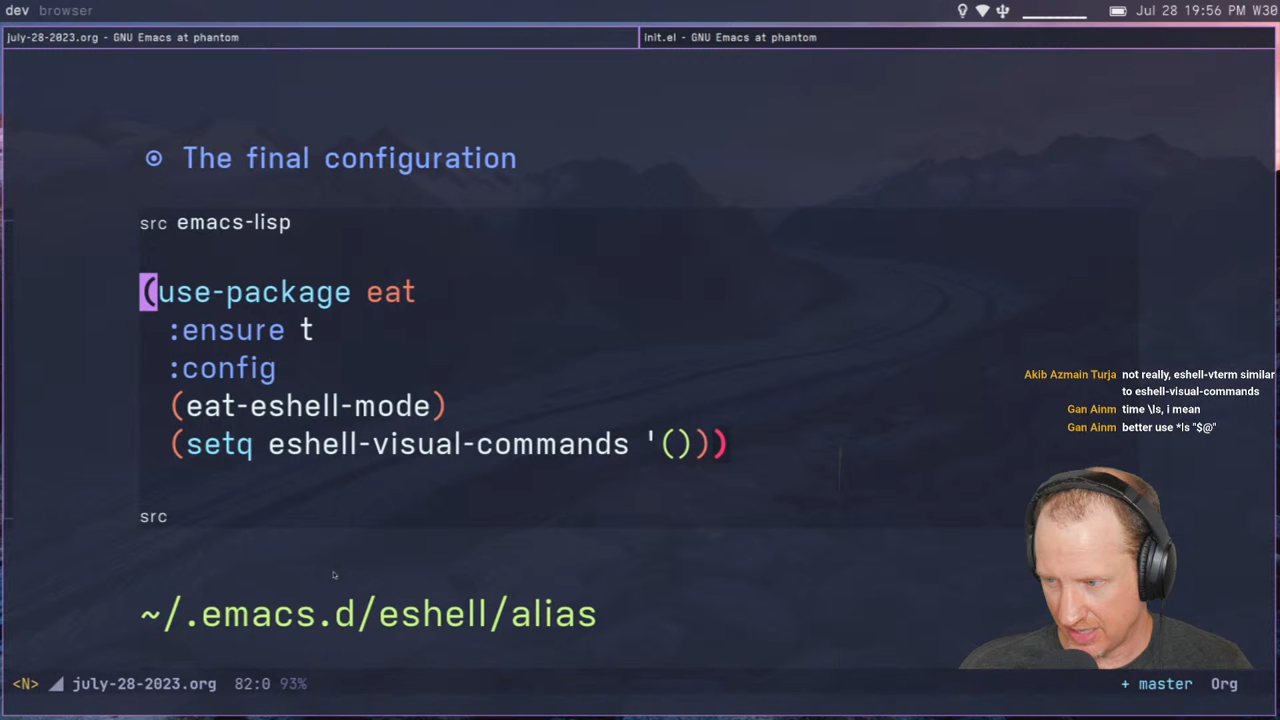 dev browser
Jul 28 19:56 PM W30
july-28-2023.org - GNU Emacs at phantom
init.el - GNU Emacs at phantom
The final configuration
src emacs-lisp
(use-package eat
:ensure t
:config
(eat-eshell-mode)
(setq eshell-visual-commands '()))
src
~/.emacs.d/eshell/alias
Akib Azmain Turja not really, eshell-vterm similar
to eshell-visual-commands
Gan Ainm time \ls, i mean
Gan Ainm better use *ls "$@"
<N> july-28-2023.org 82:0 93%
+ master Org